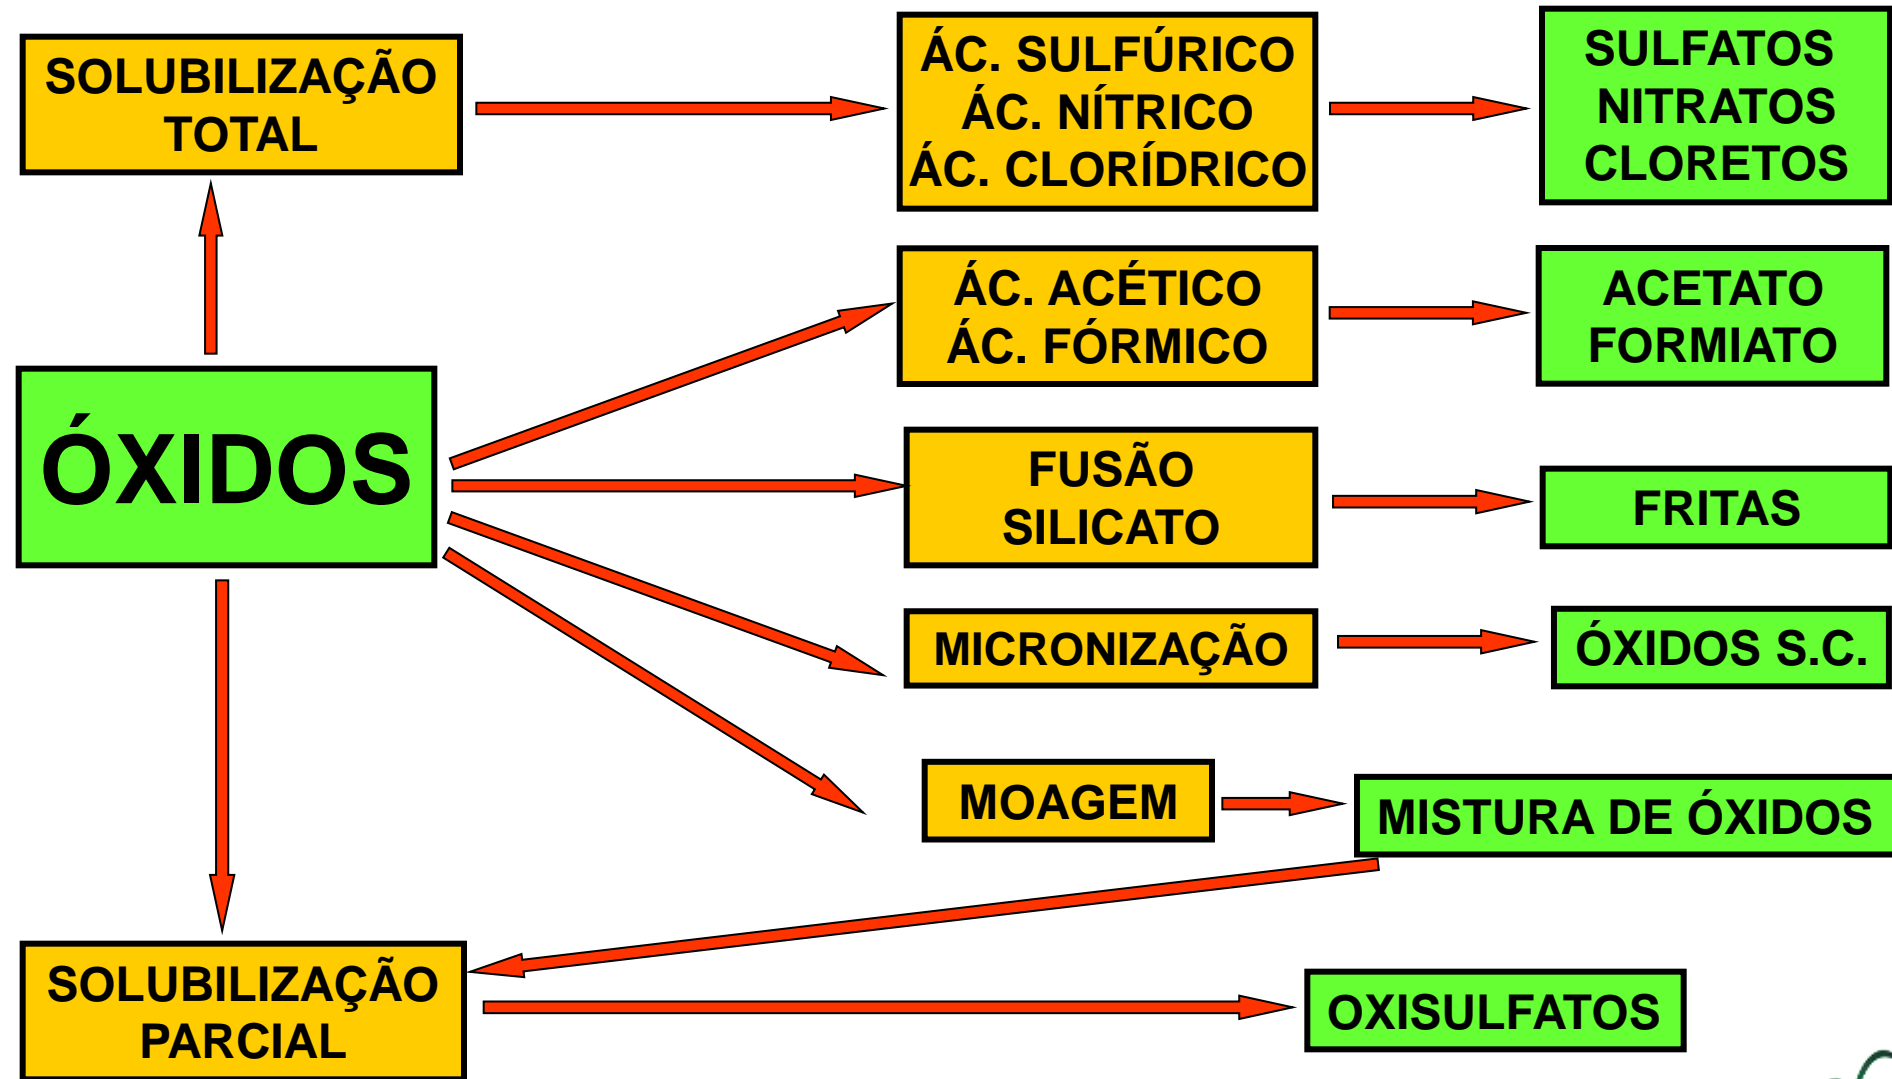 SOLUBILIZAÇÃO
TOTAL
ÁC. SULFÚRICO
ÁC. NÍTRICO
ÁC. CLORÍDRICO
SULFATOS
NITRATOS
CLORETOS
ÁC. ACÉTICO
ÁC. FÓRMICO
ACETATO
FORMIATO
ÓXIDOS
FUSÃO
SILICATO
FRITAS
MICRONIZAÇÃO
ÓXIDOS S.C.
MOAGEM
MISTURA DE ÓXIDOS
SOLUBILIZAÇÃO
PARCIAL
OXISULFATOS